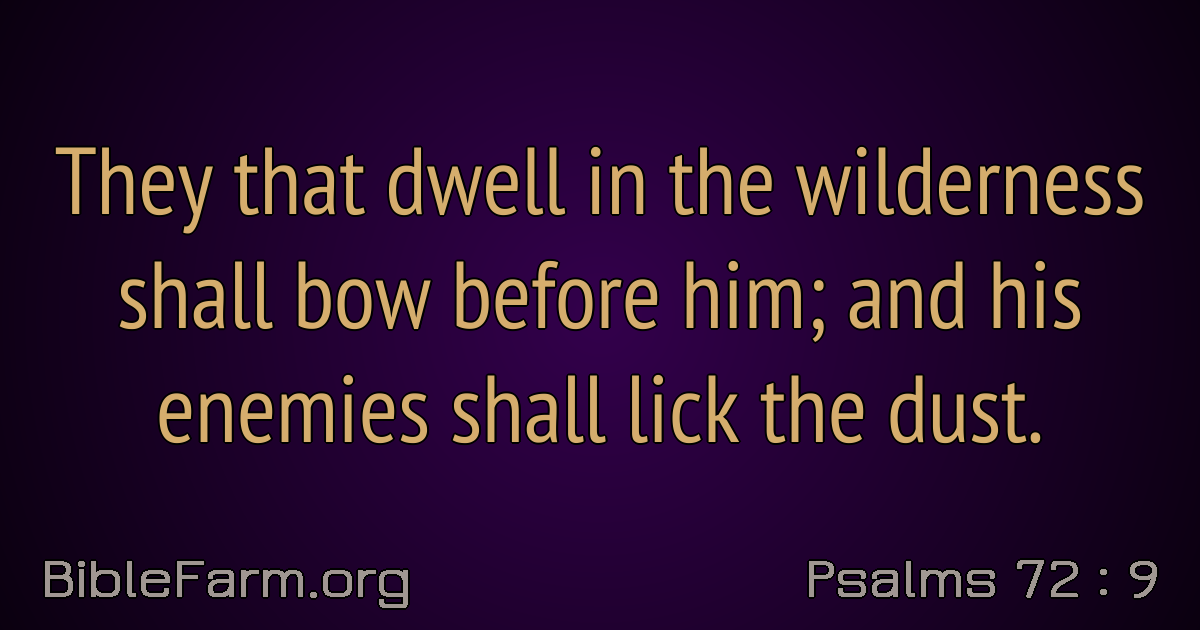 They that dwell in the wilderness
shall bow before him; and his
enemies shall lick the dust.
BibleFarm.org
Psalms 72 : 9